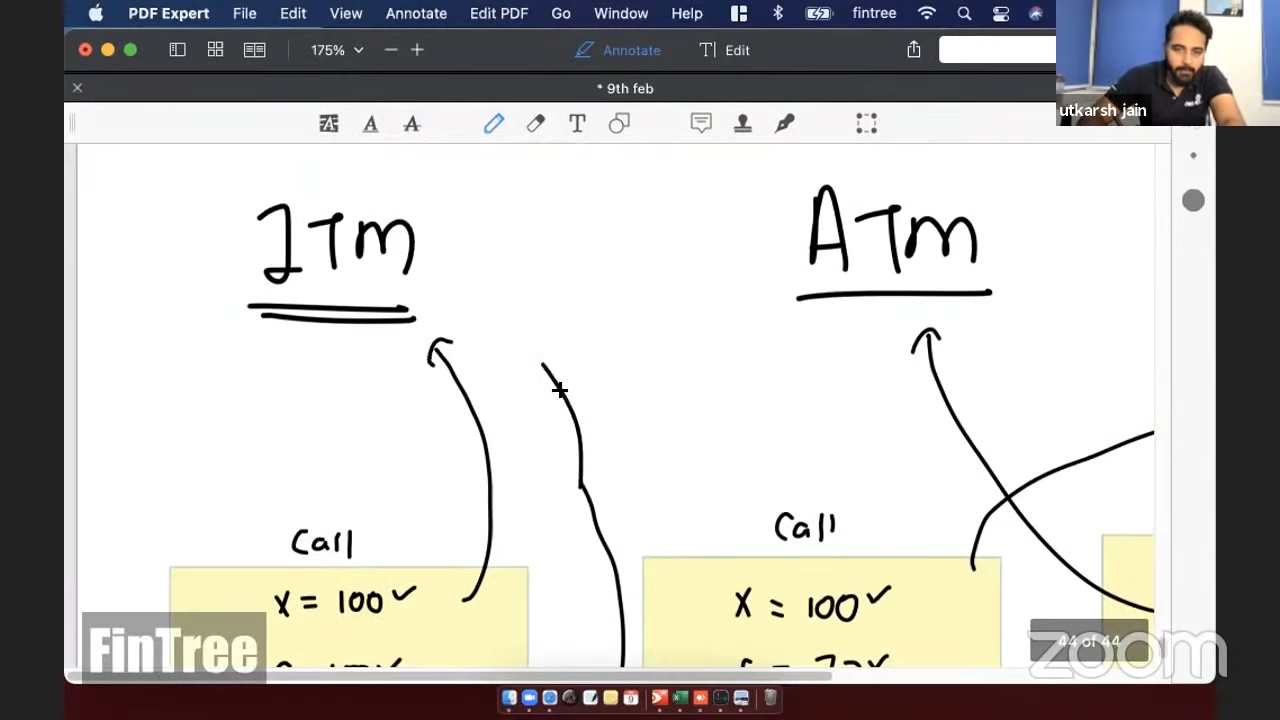 PDF Expert File Edit View Annotate Edit PDF Go Window Help fintree
175% Annotate T Edit
* 9th feb
utkarsh jain
ITm ATm
Call Call
X = 100 ✓ X = 100 ✓
44 of 44
FinTree
zoom